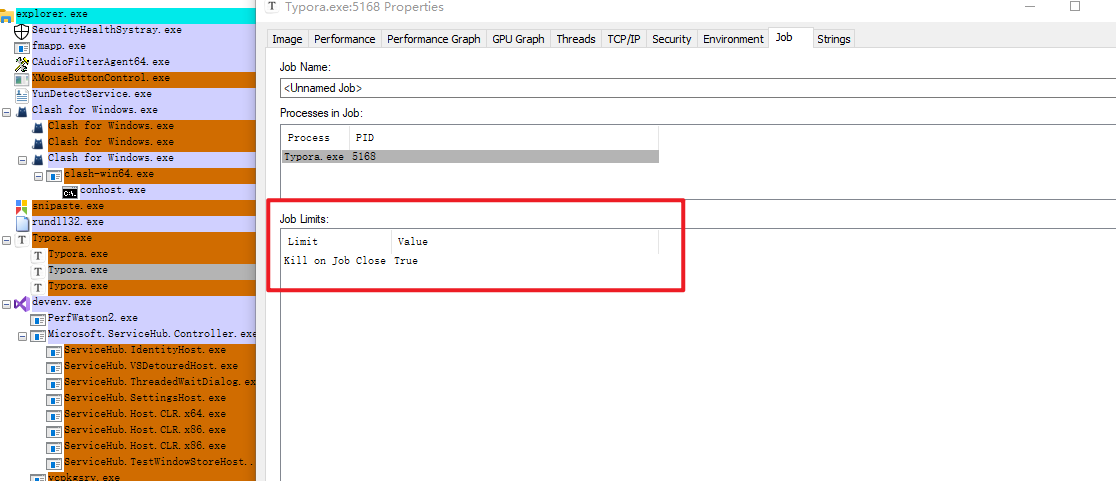 explorer.exe
SecurityHealthSystray.exe
fmapp.exe
CAudioFilterAgent64.exe
XMouseButtonControl.exe
YunDetectService.exe
Clash for Windows.exe
Clash for Windows.exe
Clash for Windows.exe
Clash for Windows.exe
clash-win64.exe
conhost.exe
snipaste.exe
rundll32.exe
Typora.exe
Typora.exe
Typora.exe
Typora.exe
devenv.exe
PerfWatson2.exe
Microsoft.ServiceHub.Controller.exe
ServiceHub.IdentityHost.exe
ServiceHub.VSDetouredHost.exe
ServiceHub.ThreadedWaitDialog.ex
ServiceHub.SettingsHost.exe
ServiceHub.Host.CLR.x64.exe
ServiceHub.Host.CLR.x86.exe
ServiceHub.Host.CLR.x86.exe
ServiceHub.TestWindowStoreHost..
vcpkgsrv.exe
Typora.exe:5168 Properties
Image Performance Performance Graph GPU Graph Threads TCP/IP Security Environment Job Strings
Job Name:
<Unnamed Job>
Processes in Job:
Process PID
Typora.exe 5168
Job Limits:
Limit Value
Kill on Job Close True